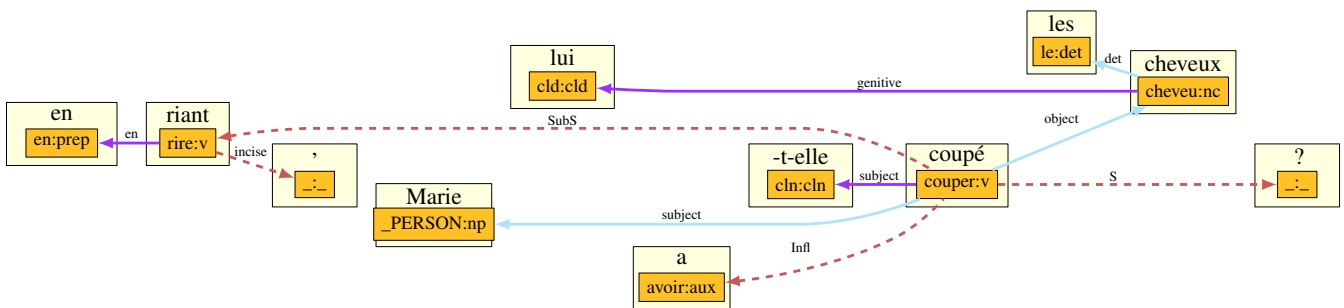 les
le:det
det
cheveux
cheveu:nc
lui
cld:cld
genitive
en
en:prep
en
riant
rire:v
SubS
object
incise
,
_:_
-t-elle
cln:cln
subject
coupé
couper:v
S
?
_:_
Marie
_PERSON:np
subject
Infl
a
avoir:aux